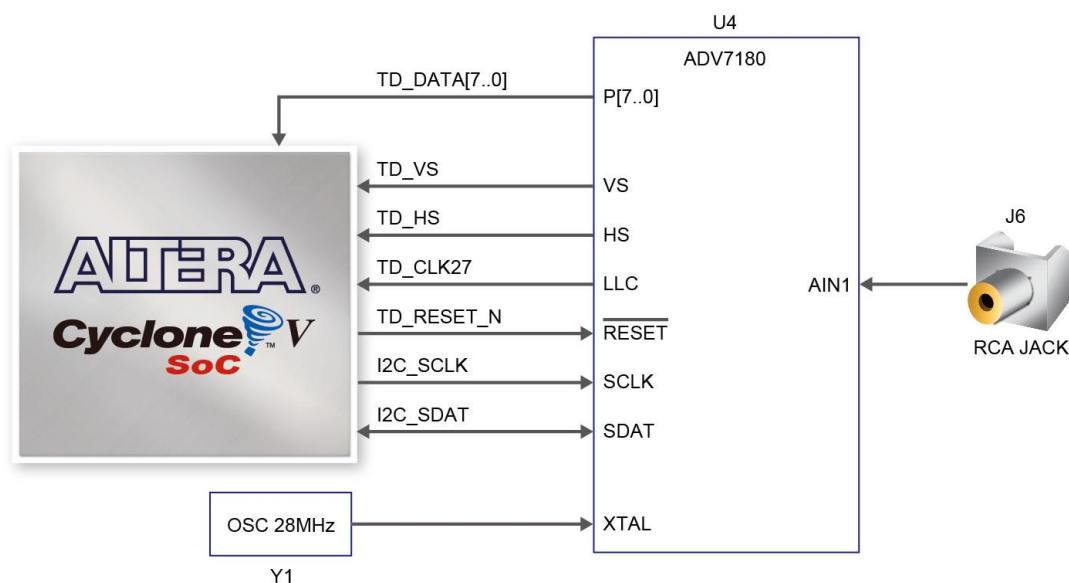 U4
ADV7180
TD_DATA[7..0]
P[7..0]
TD_VS
VS
TD_HS
HS
TD_CLK27
LLC
AIN1
J6
RCA JACK
TD_RESET_N
RESET
I2C_SCLK
SCLK
I2C_SDAT
SDAT
ALTERA®
Cyclone™ V
SoC
OSC 28MHz
XTAL
Y1